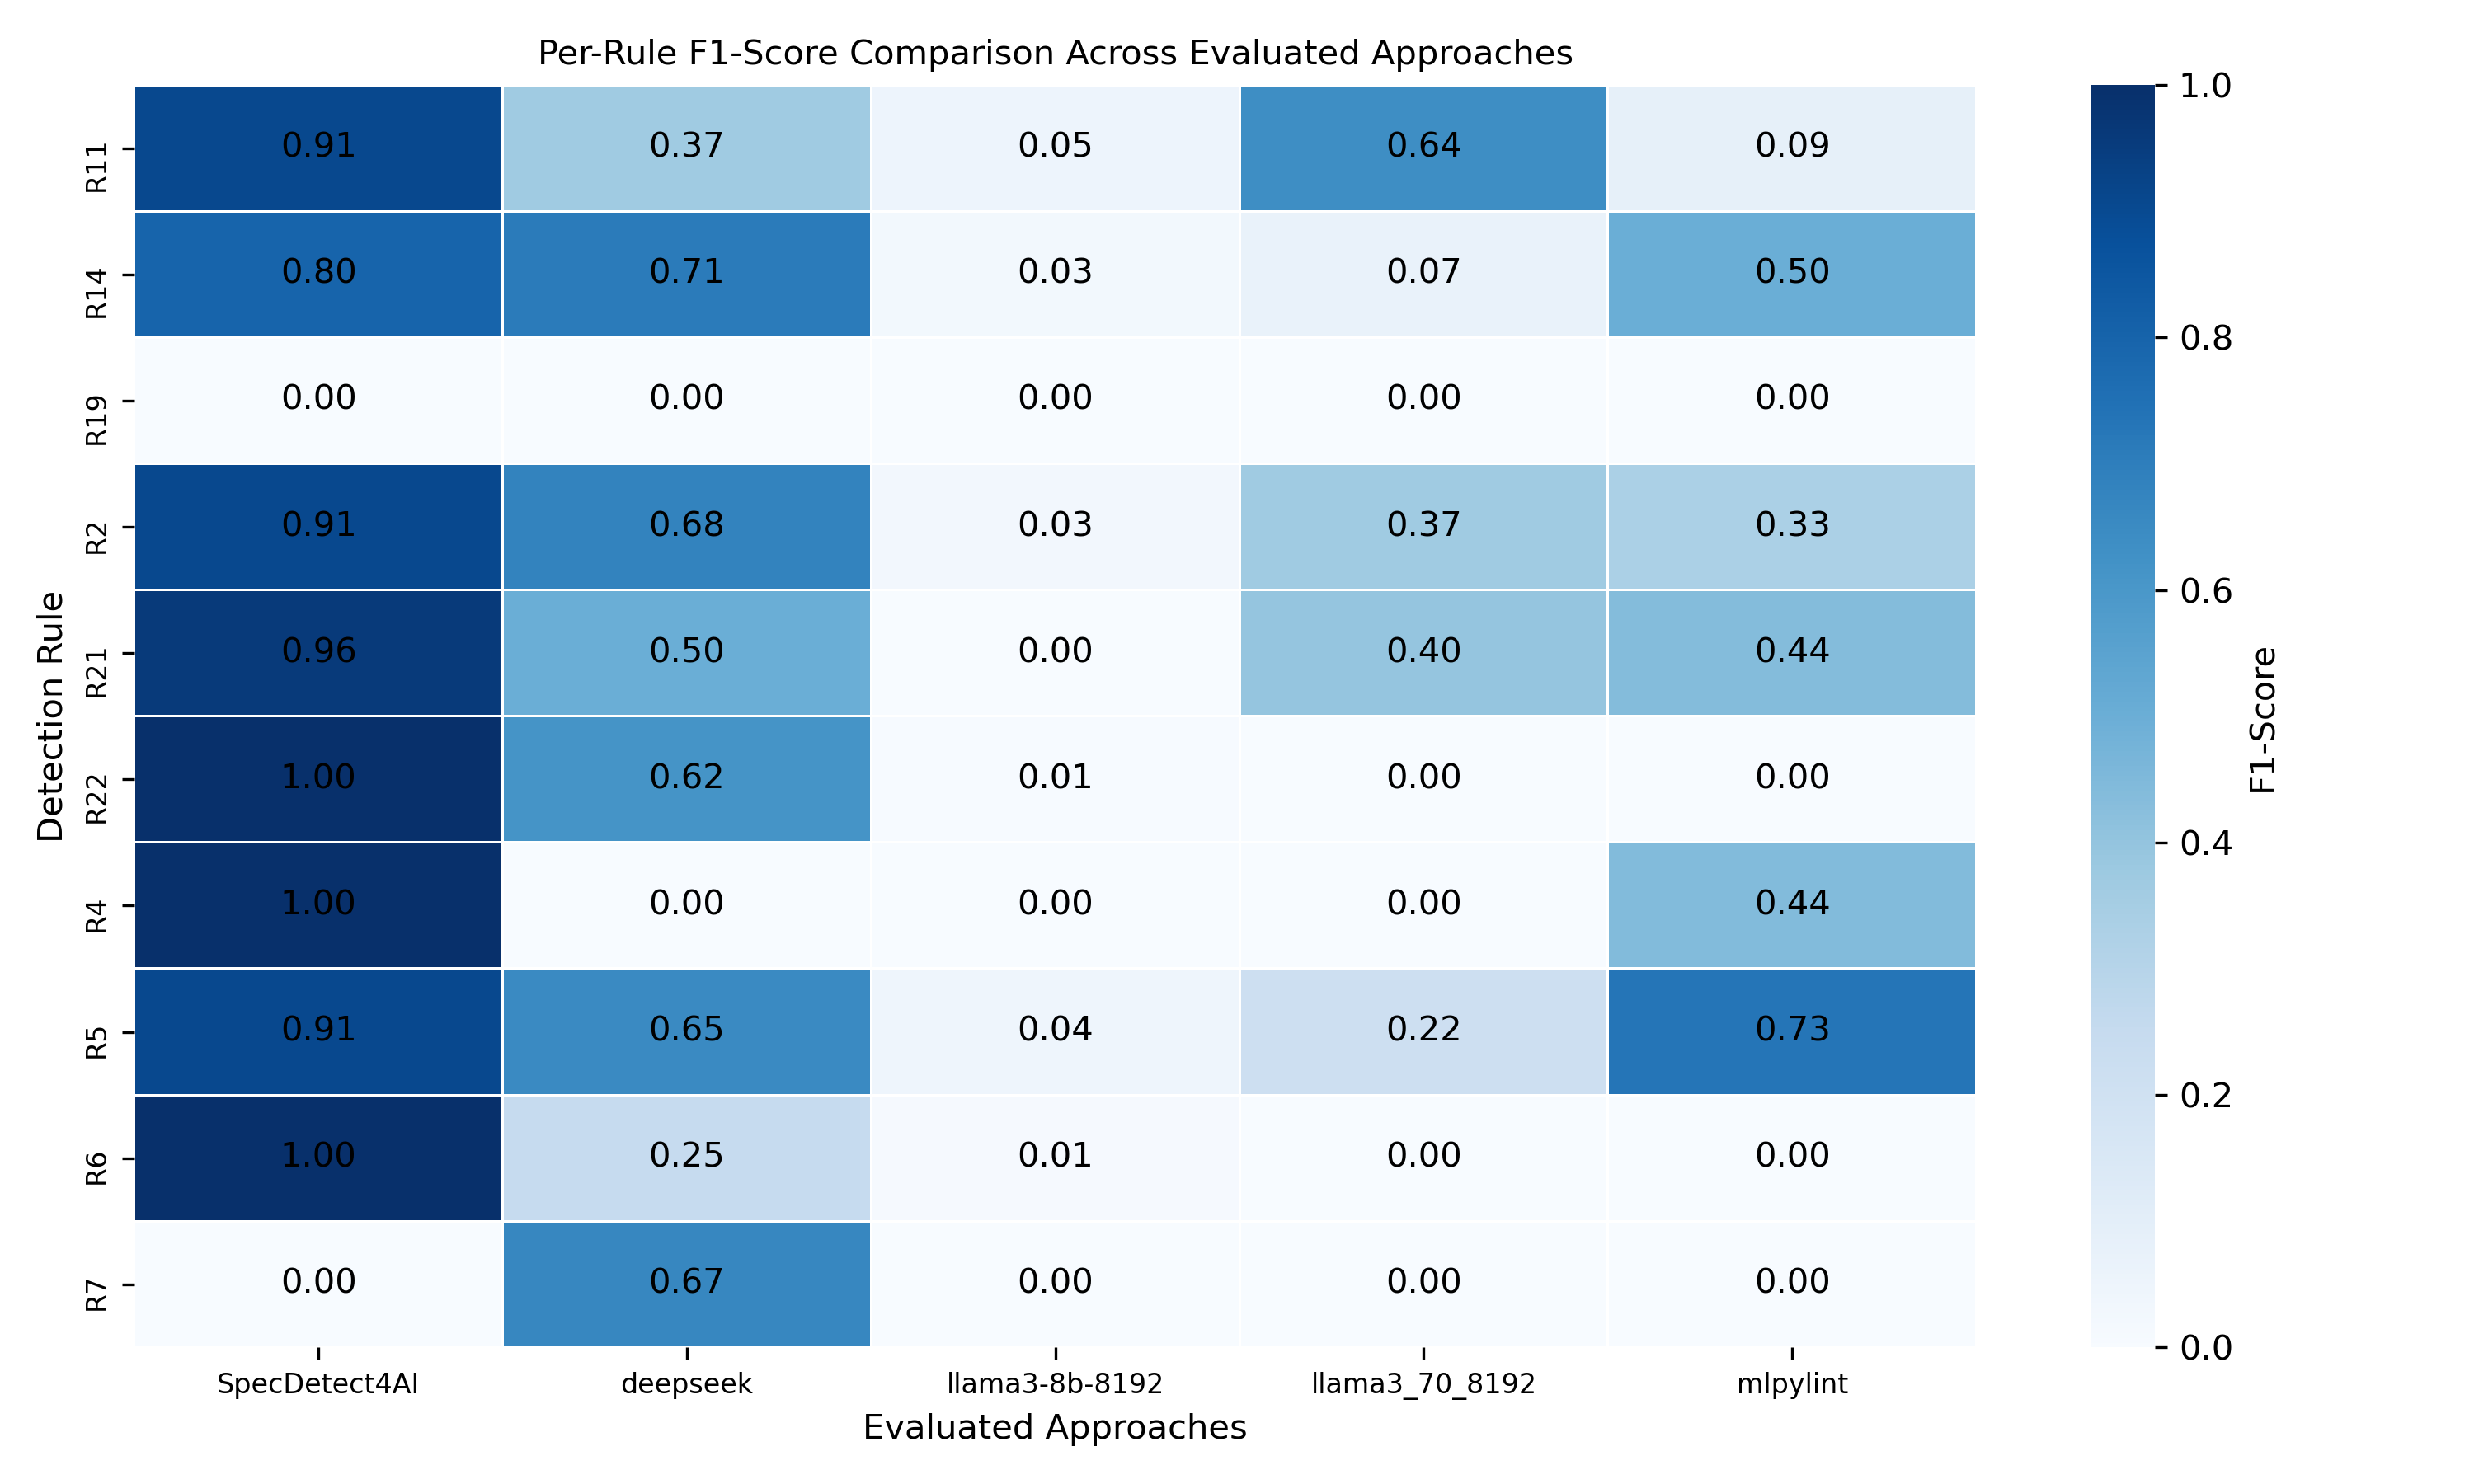 Per-Rule F1-Score Comparison Across Evaluated Approaches
R11 0.91 0.37 0.05 0.64 0.09
R14 0.80 0.71 0.03 0.07 0.50
R19 0.00 0.00 0.00 0.00 0.00
R2 0.91 0.68 0.03 0.37 0.33
R21 0.96 0.50 0.00 0.40 0.44
R22 1.00 0.62 0.01 0.00 0.00
R4 1.00 0.00 0.00 0.00 0.44
R5 0.91 0.65 0.04 0.22 0.73
R6 1.00 0.25 0.01 0.00 0.00
R7 0.00 0.67 0.00 0.00 0.00
Detection Rule
SpecDetect4AI deepseek llama3-8b-8192 llama3_70_8192 mlpylint
Evaluated Approaches
1.0
0.8
0.6
0.4
0.2
0.0
F1-Score